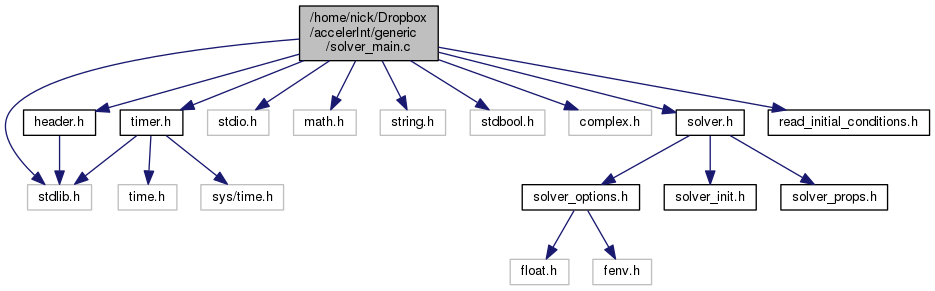 /home/nick/Dropbox
/accelerInt/generic
/solver_main.c
header.h
timer.h
stdio.h
math.h
string.h
stdbool.h
complex.h
solver.h
read_initial_conditions.h
stdlib.h
time.h
sys/time.h
solver_options.h
solver_init.h
solver_props.h
float.h
fenv.h